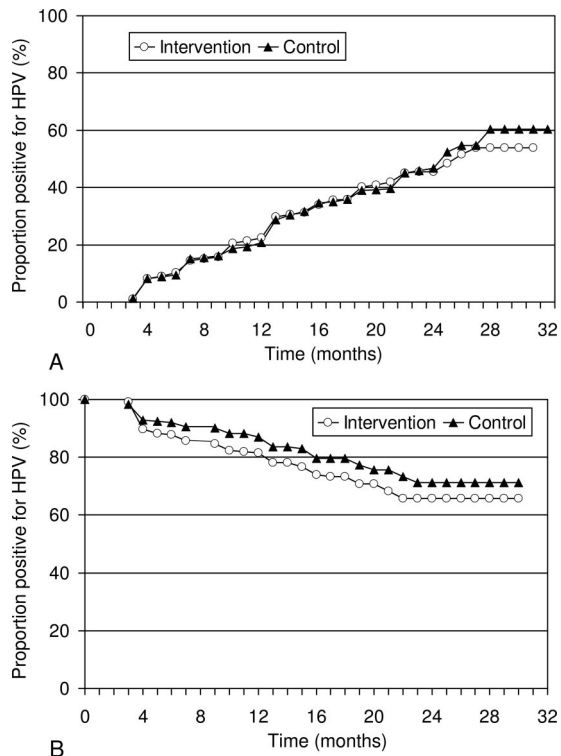 Proportion positive for HPV (%)
100
80
60
40
20
0
Intervention Control
0 4 8 12 16 20 24 28 32
Time (months)
A
Proportion positive for HPV (%)
100
80
60
40
20
0
Intervention Control
0 4 8 12 16 20 24 28 32
Time (months)
B